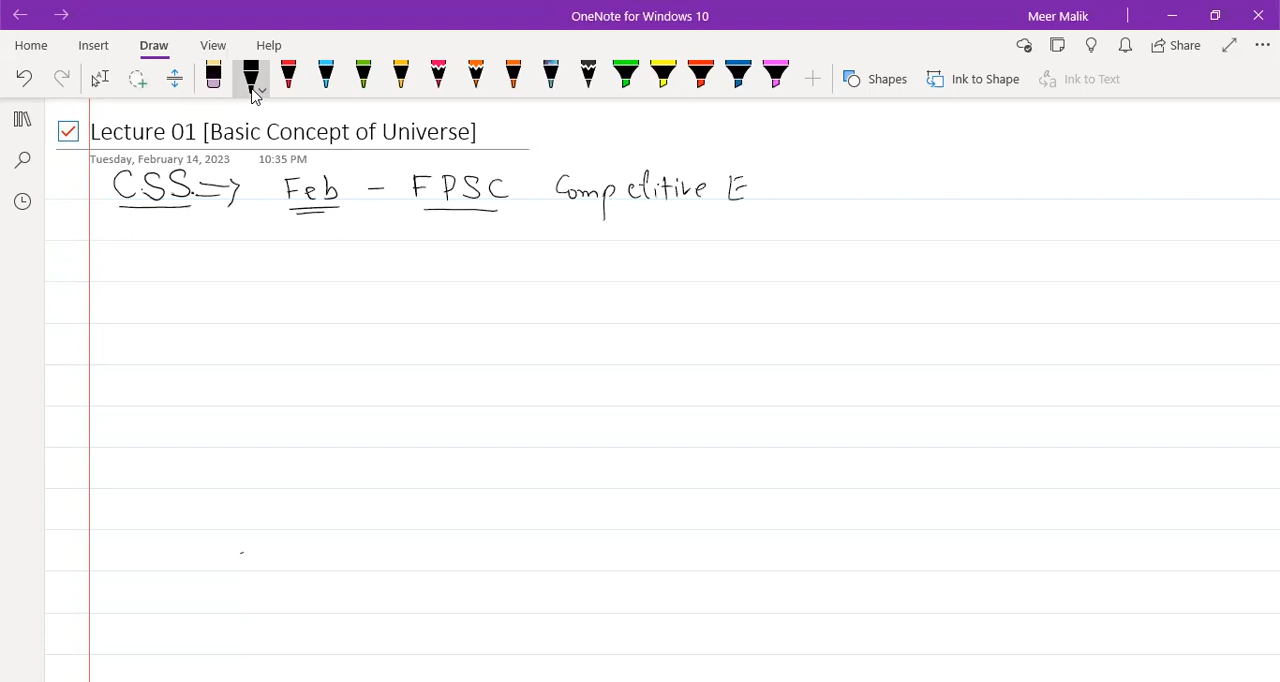 OneNote for Windows 10
Meer Malik
Home Insert Draw View Help
Share
Shapes Ink to Shape Ink to Text
Lecture 01 [Basic Concept of Universe]
Tuesday, February 14, 2023 10:35 PM
C.S.S. => Feb - FPSC Competitive E